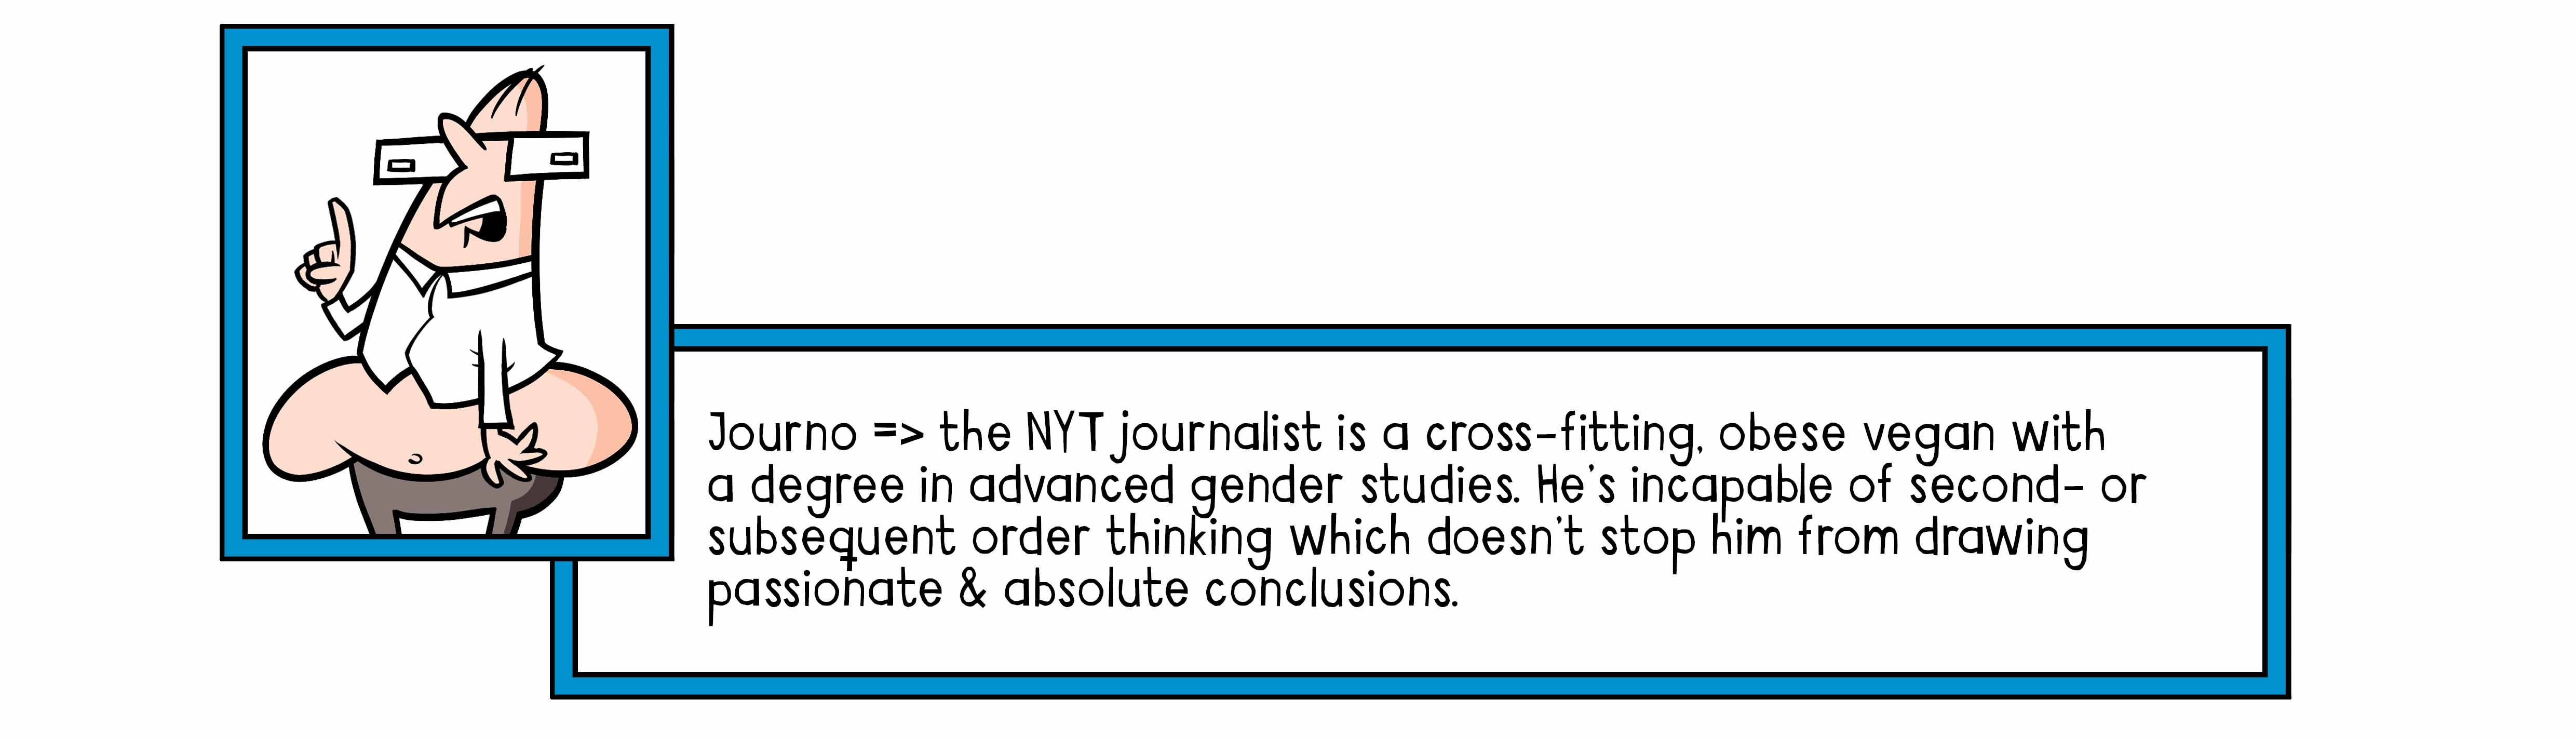 Journo => the NYT journalist is a cross-fitting, obese vegan with
a degree in advanced gender studies. He's incapable of second- or
subsequent order thinking which doesn't stop him from drawing
passionate & absolute conclusions.